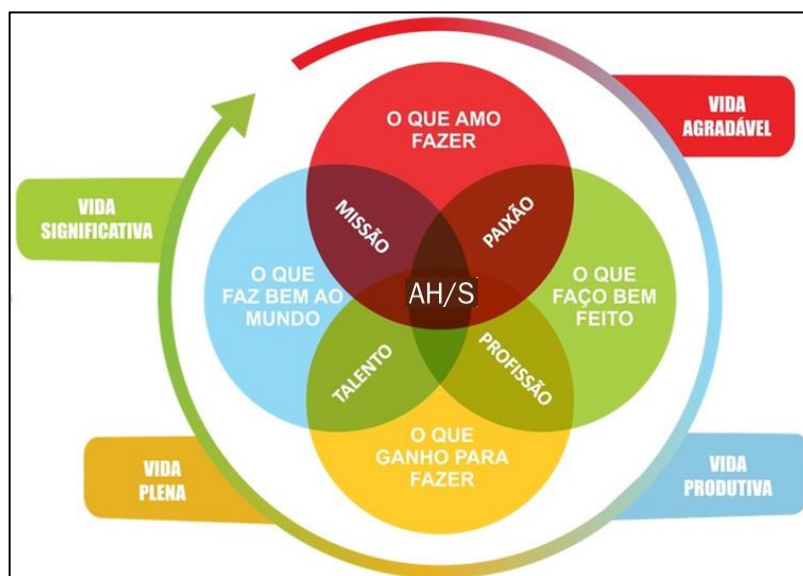 O QUE AMO
FAZER
VIDA
AGRADÁVEL
VIDA
SIGNIFICATIVA
MISSÃO
PAIXÃO
O QUE
FAZ BEM AO
MUNDO
AH/S
O QUE
FAÇO BEM
FEITO
TALENTO
PROFISSÃO
O QUE
GANHO PARA
FAZER
VIDA
PLENA
VIDA
PRODUTIVA